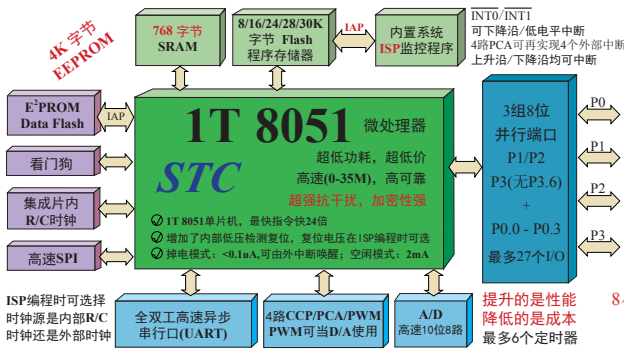 4K 字节
EEPROM
768 字节
SRAM
8/16/24/28/30K
字节 Flash
程序存储器
IAP
内置系统
ISP监控程序
INT0/INT1
可下降沿/低电平中断
4路PCA可再实现4个外部中断
上升沿/下降沿均可中断
E²PROM
Data Flash
IAP
看门狗
集成片内
R/C时钟
高速SPI
1T 8051 微处理器
STC
超低功耗，超低价
高速(0-35M)，高可靠
超强抗干扰，加密性强
1T 8051单片机，最快指令快24倍
增加了内部低压检测复位，复位电压在ISP编程时可选
掉电模式：<0.1uA,可由外中断唤醒；空闲模式：2mA
3组8位
并行端口
P1/P2
P3(无P3.6)
+
P0.0 - P0.3
最多27个I/O
P0
P1
P2
P3
ISP编程时可选择
时钟源是内部R/C
时钟还是外部时钟
全双工高速异步
串行口(UART)
4路CCP/PCA/PWM
PWM可当D/A使用
A/D
高速10位8路
提升的是性能
降低的是成本
最多6个定时器